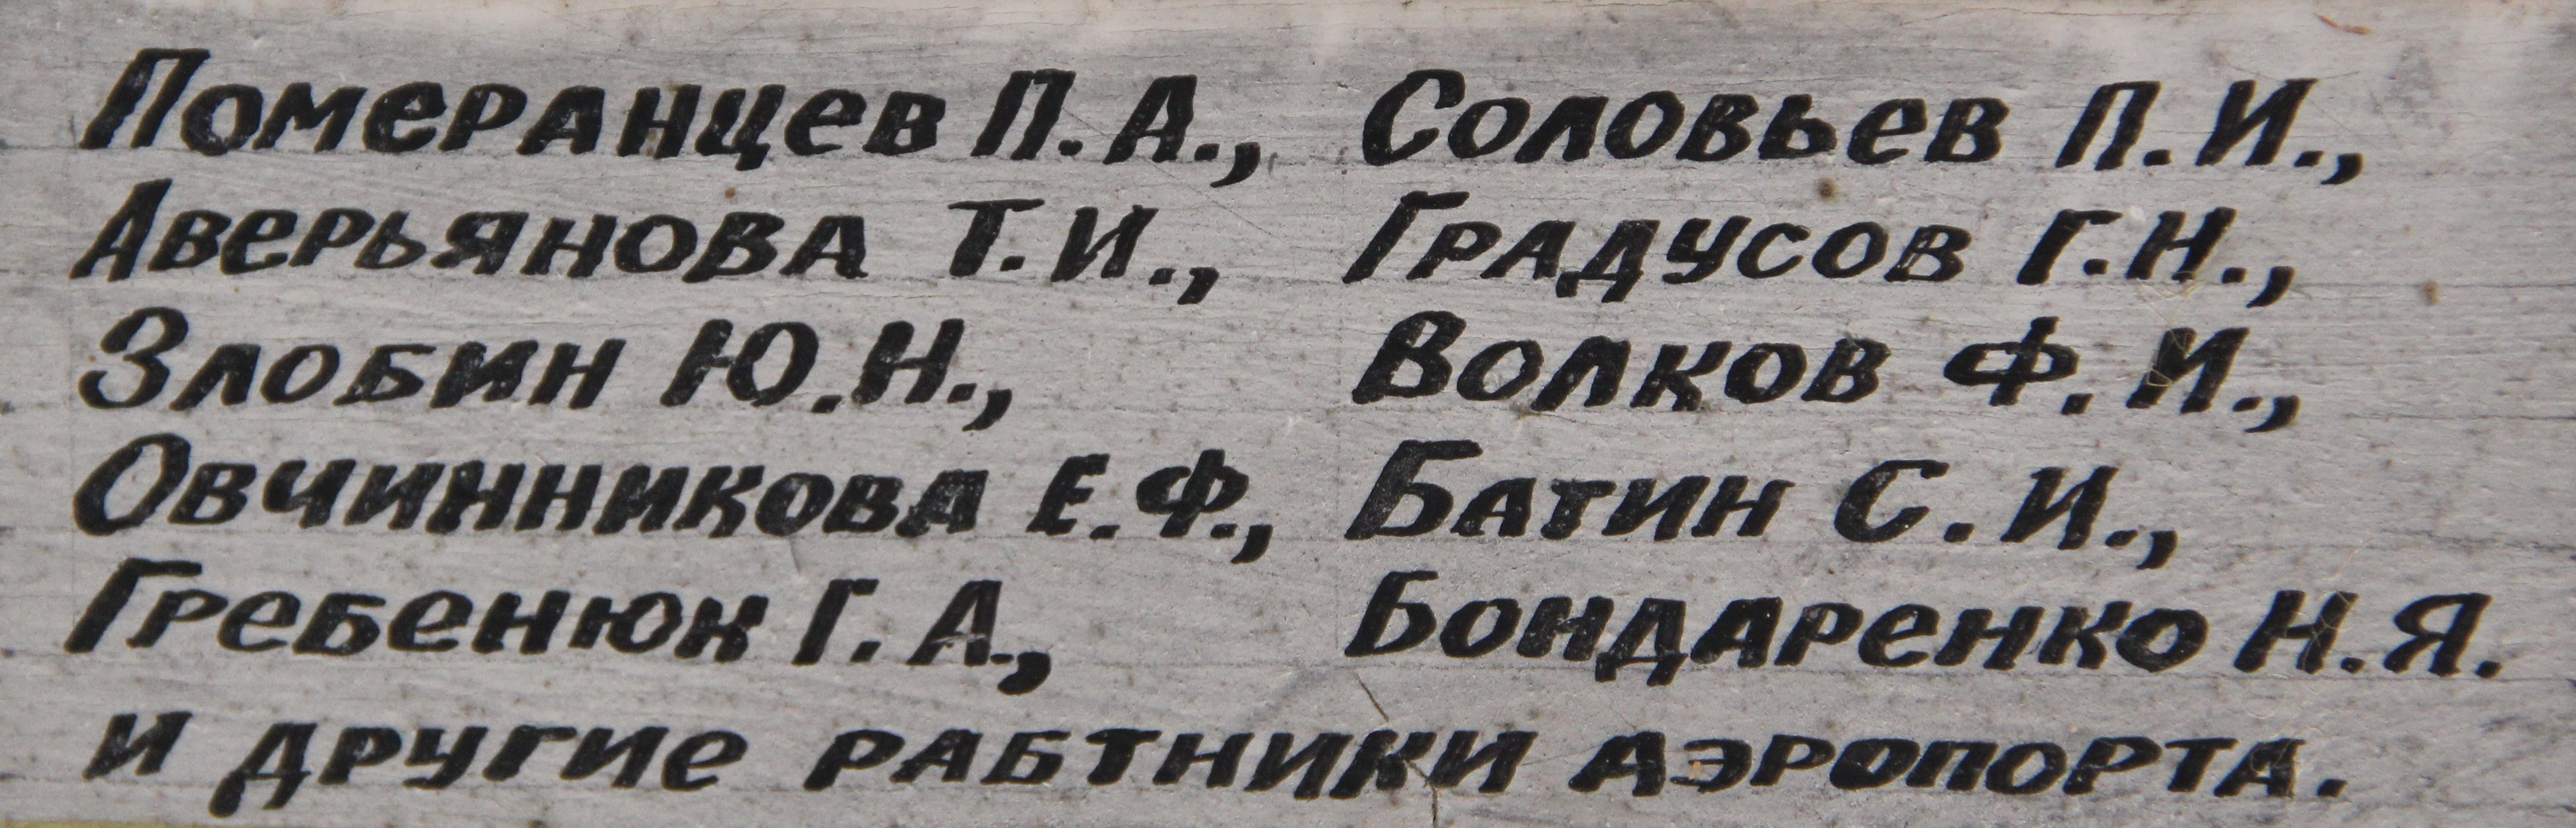 Померанцев П.А., Соловьев П.И.,
Аверьянова Т.И., Градусов Г.Н.,
Злобин Ю.Н., Волков Ф.И.,
Овчинникова Е.Ф., Батин С.И.,
Гребенюк Г.А., Бондаренко Н.Я.
и другие рабтники аэропорта.